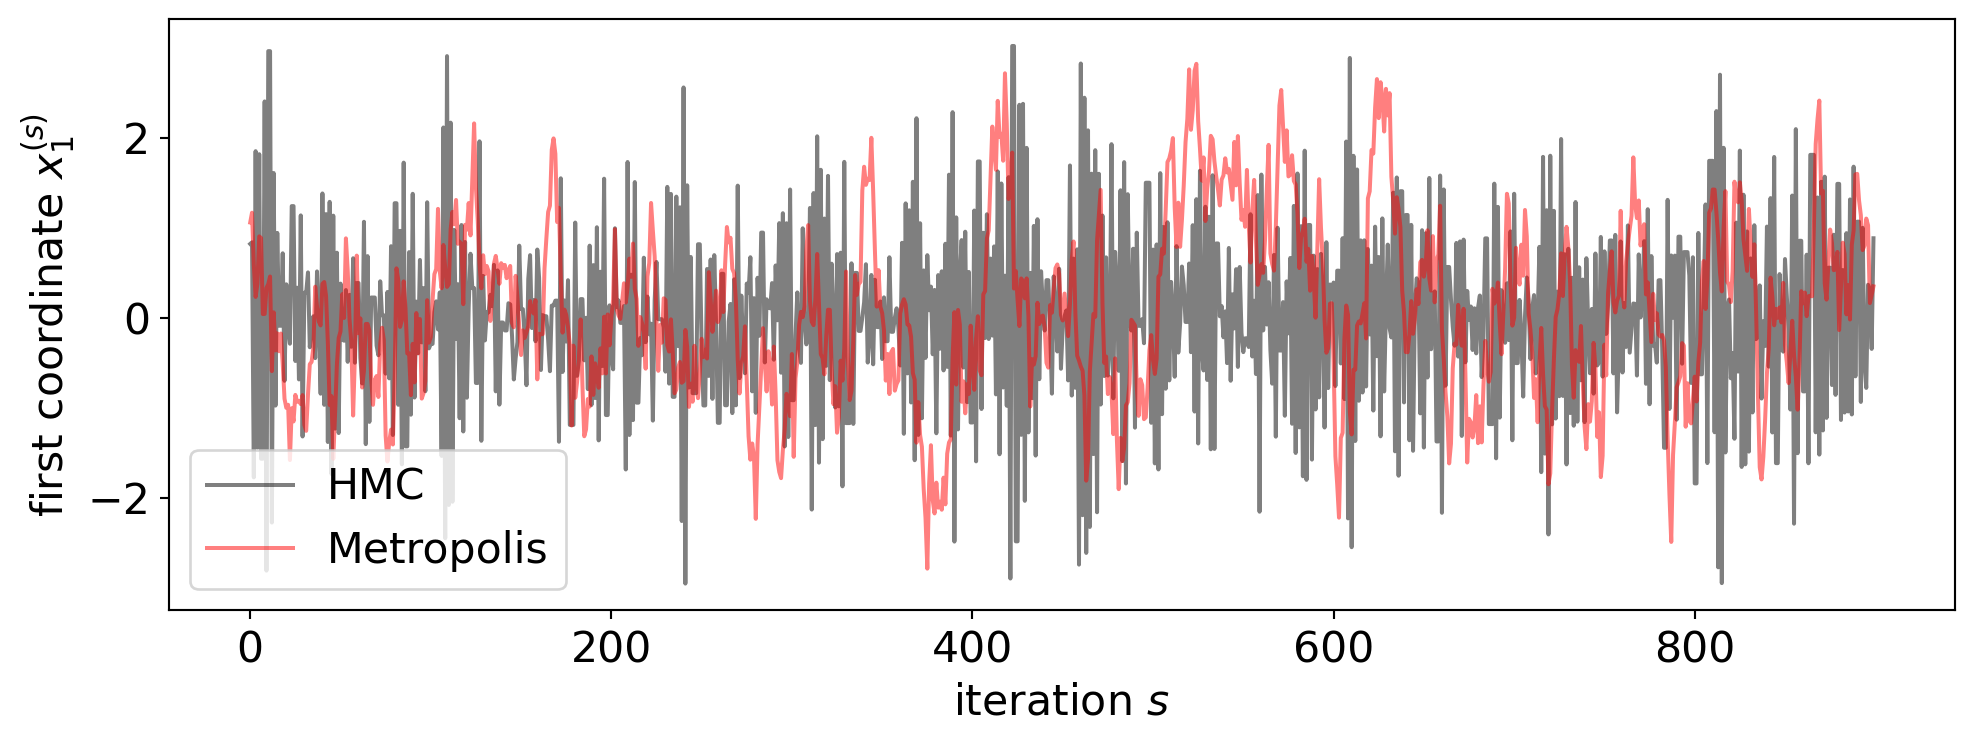 first coordinate x₁⁽ˢ⁾
2
0
−2
HMC
Metropolis
0 200 400 600 800
iteration s